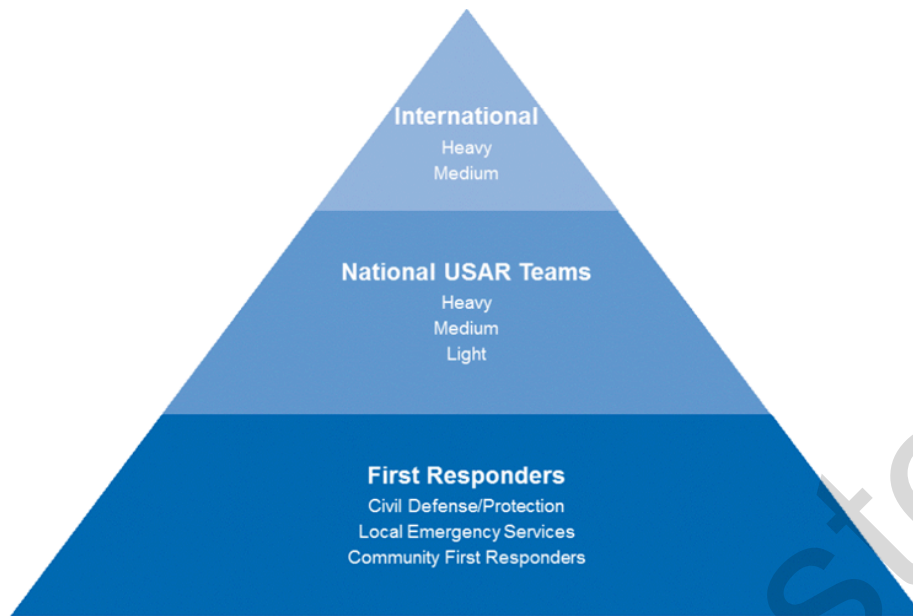 International
Heavy
Medium
National USAR Teams
Heavy
Medium
Light
First Responders
Civil Defense/Protection
Local Emergency Services
Community First Responders